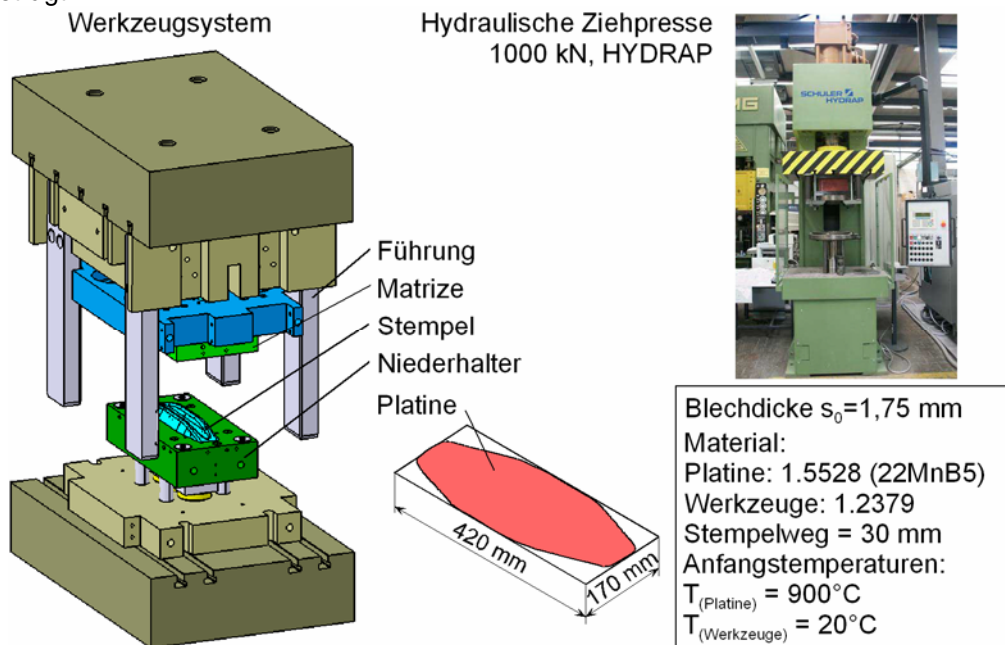 Werkzeugsystem
Hydraulische Ziehpresse
1000 kN, HYDRAP
SCHULER
HYDRAP
MG
Führung
Matrize
Stempel
Niederhalter
Platine
420 mm
170 mm
Blechdicke s₀=1,75 mm
Material:
Platine: 1.5528 (22MnB5)
Werkzeuge: 1.2379
Stempelweg = 30 mm
Anfangstemperaturen:
T(Platine) = 900°C
T(Werkzeuge) = 20°C